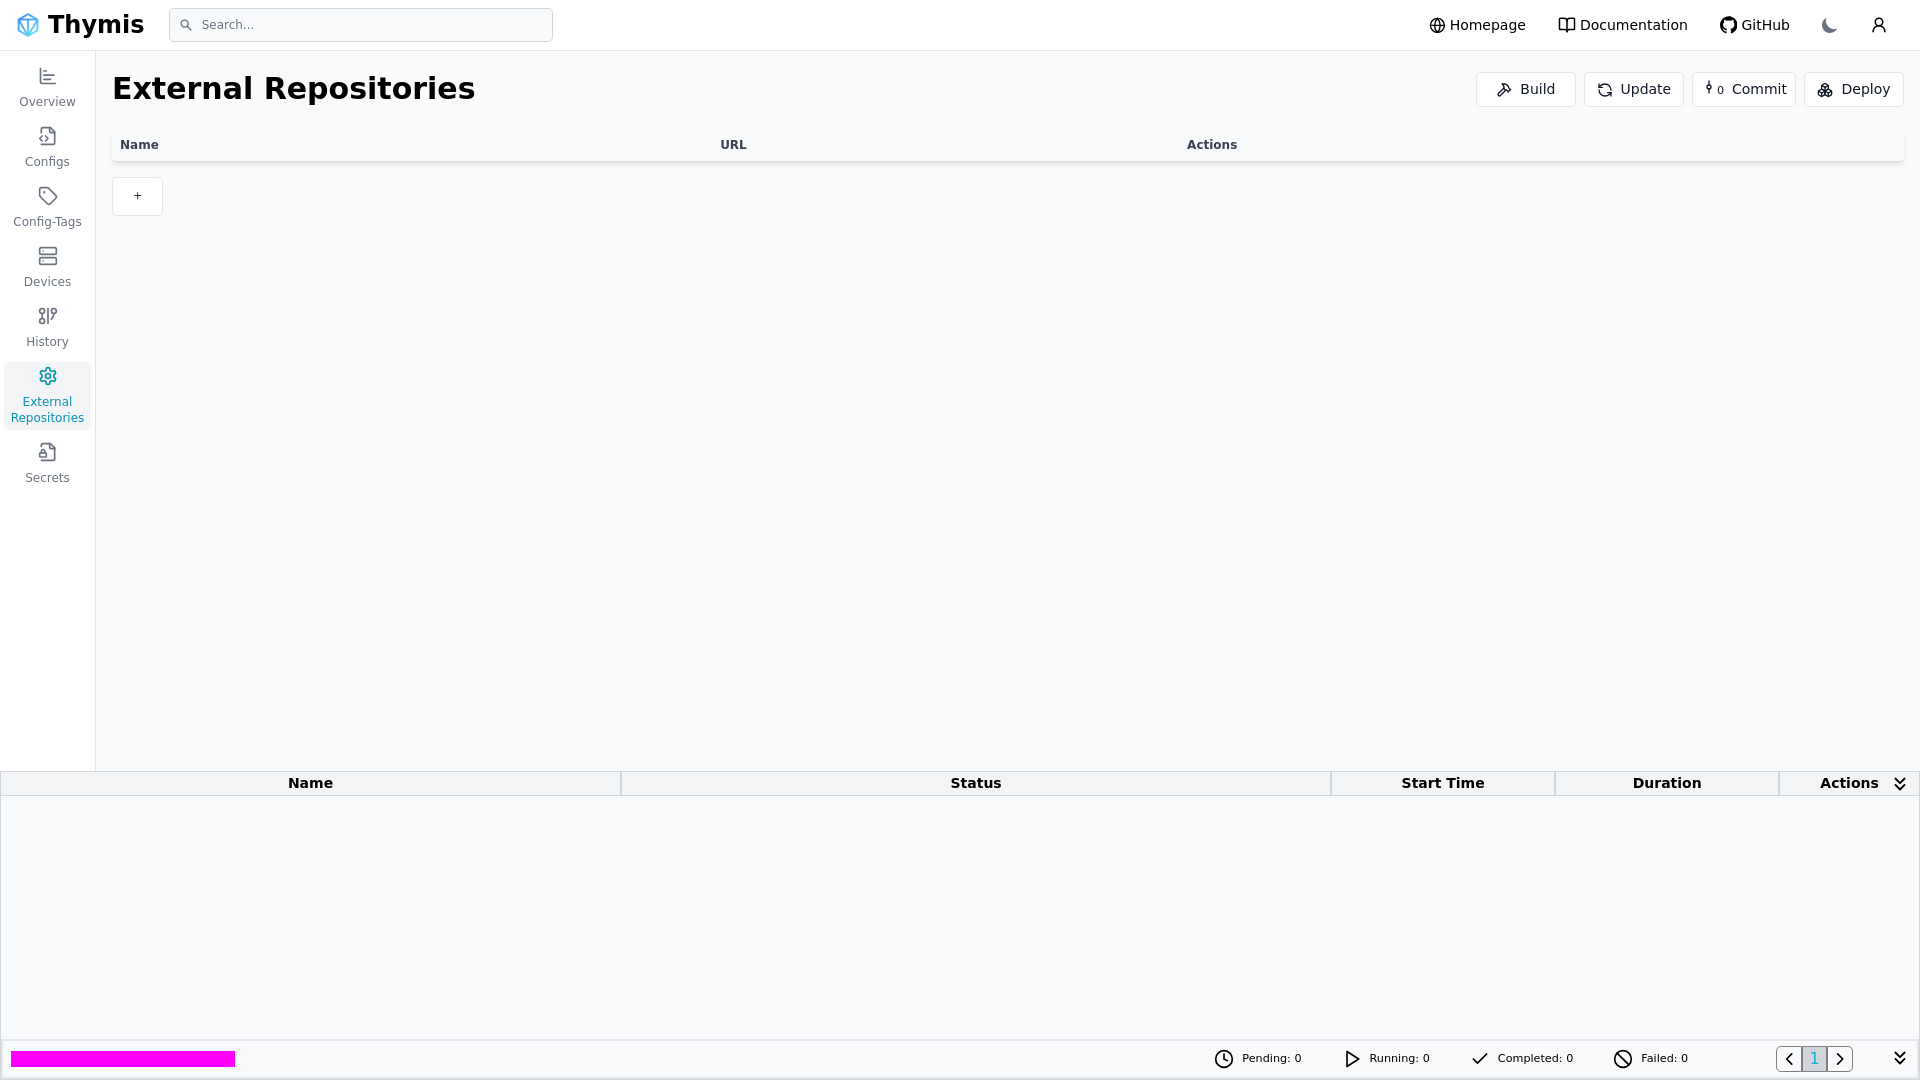 Thymis
Search...
Homepage
Documentation
GitHub
Overview
Configs
Config-Tags
Devices
History
External
Repositories
Secrets
External Repositories
Build
Update
0 Commit
Deploy
Name URL Actions
+
Name Status Start Time Duration Actions
Pending: 0
Running: 0
Completed: 0
Failed: 0
1